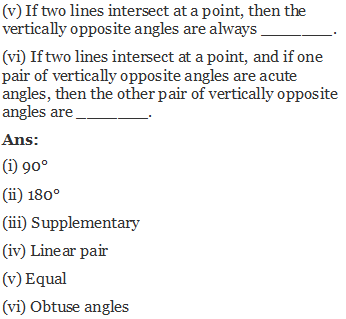 (v) If two lines intersect at a point, then the
vertically opposite angles are always ________.
(vi) If two lines intersect at a point, and if one
pair of vertically opposite angles are acute
angles, then the other pair of vertically opposite
angles are ________.
Ans:
(i) 90°
(ii) 180°
(iii) Supplementary
(iv) Linear pair
(v) Equal
(vi) Obtuse angles